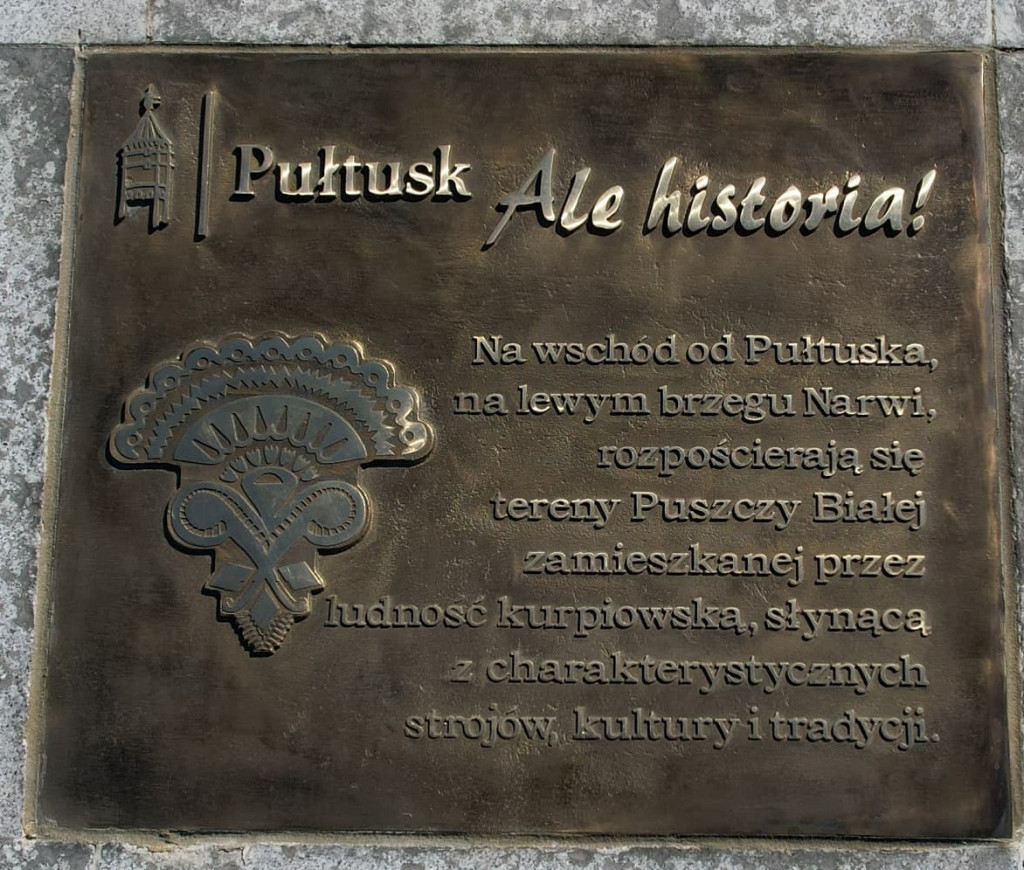 Pułtusk Ale historia!
Na wschód od Pułtuska,
na lewym brzegu Narwi,
rozpościerają się
tereny Puszczy Białej
zamieszkanej przez
ludność kurpiowską, słynącą
z charakterystycznych
strojów, kultury i tradycji.